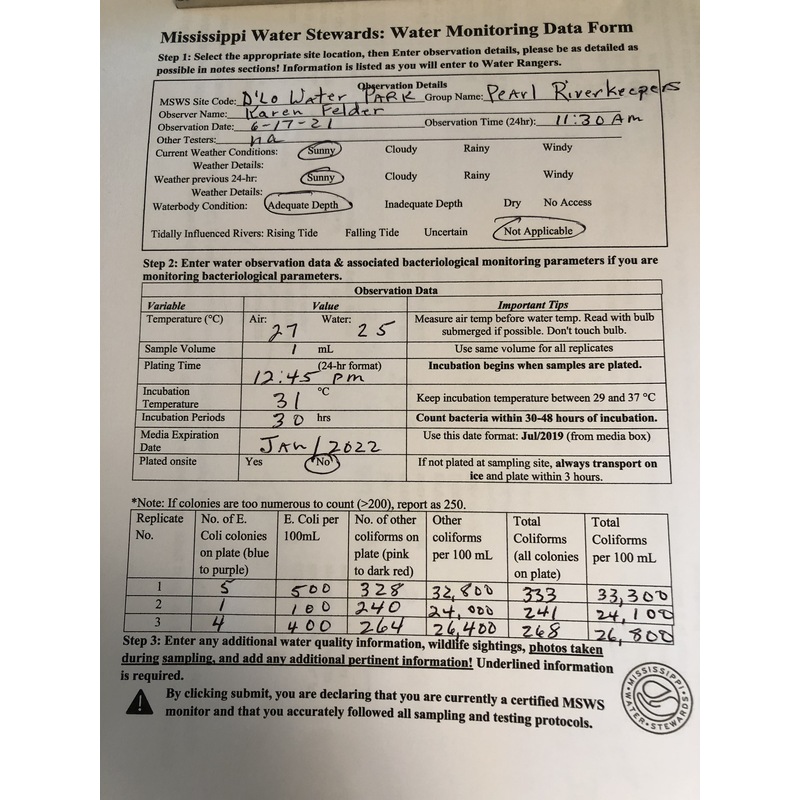 Mississippi Water Stewards: Water Monitoring Data Form
Step 1: Select the appropriate site location, then Enter observation details, please be as detailed as
possible in notes sections! Information is listed as you will enter to Water Rangers.
Observation Details
MSWS Site Code: D'Lo Water PARK Group Name: Pearl Riverkeepers
Observer Name: Karen Felder
Observation Date: 6-17-21 Observation Time (24hr): 11:30 Am
Other Testers: na
Current Weather Conditions: Sunny Cloudy Rainy Windy
Weather Details:
Weather previous 24-hr: Sunny Cloudy Rainy Windy
Weather Details:
Waterbody Condition: Adequate Depth Inadequate Depth Dry No Access
Tidally Influenced Rivers: Rising Tide Falling Tide Uncertain Not Applicable
Step 2: Enter water observation data & associated bacteriological monitoring parameters if you are
monitoring bacteriological parameters.
Observation Data
Variable Value Important Tips
Temperature (°C) Air: 27 Water: 25 Measure air temp before water temp. Read with bulb
submerged if possible. Don't touch bulb.
Sample Volume 1 mL Use same volume for all replicates
Plating Time (24-hr format) 12:45 pm Incubation begins when samples are plated.
Incubation
Temperature 31 °C Keep incubation temperature between 29 and 37 °C
Incubation Periods 30 hrs Count bacteria within 30-48 hours of incubation.
Media Expiration
Date JAN/2022 Use this date format: Jul/2019 (from media box)
Plated onsite Yes No If not plated at sampling site, always transport on
ice and plate within 3 hours.
*Note: If colonies are too numerous to count (>200), report as 250.
Replicate No. of E. E. Coli per No. of other Other Total Total
No. Coli colonies 100mL coliforms on coliforms Coliforms Coliforms
on plate (blue plate (pink per 100 mL (all colonies per 100 mL
to purple) to dark red) on plate)
1 5 500 328 32,800 333 33,300
2 1 100 240 24,000 241 24,100
3 4 400 264 26,400 268 26,800
Step 3: Enter any additional water quality information, wildlife sightings, photos taken
during sampling, and add any additional pertinent information! Underlined information
is required.
By clicking submit, you are declaring that you are currently a certified MSWS
monitor and that you accurately followed all sampling and testing protocols.
MISSISSIPPI
WATER STEWARDS